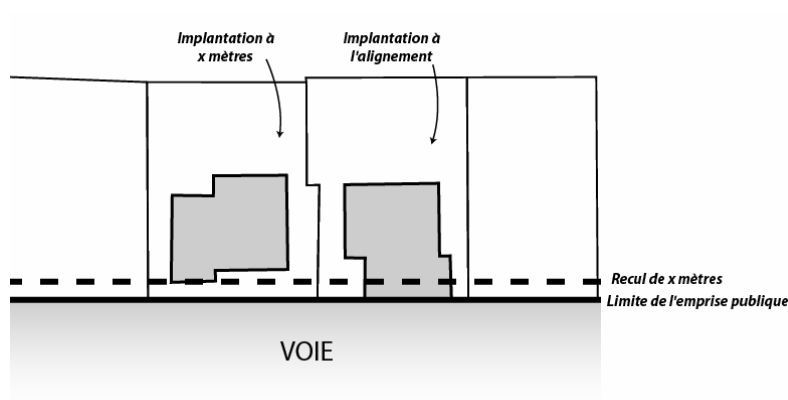 Implantation à
x mètres
Implantation à
l'alignement
Recul de x mètres
Limite de l'emprise publique
VOIE